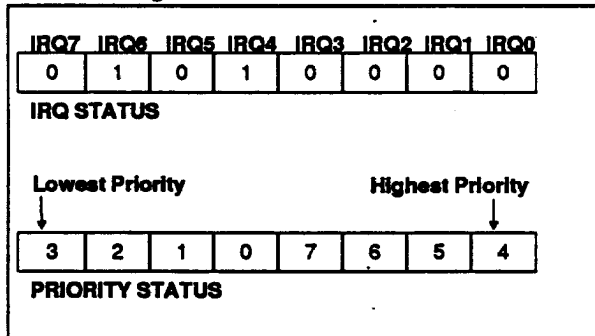 IRQ7 IRQ6 IRQ5 IRQ4 IRQ3 IRQ2 IRQ1 IRQ0
0 1 0 1 0 0 0 0
IRQ STATUS
Lowest Priority Highest Priority
3 2 1 0 7 6 5 4
PRIORITY STATUS